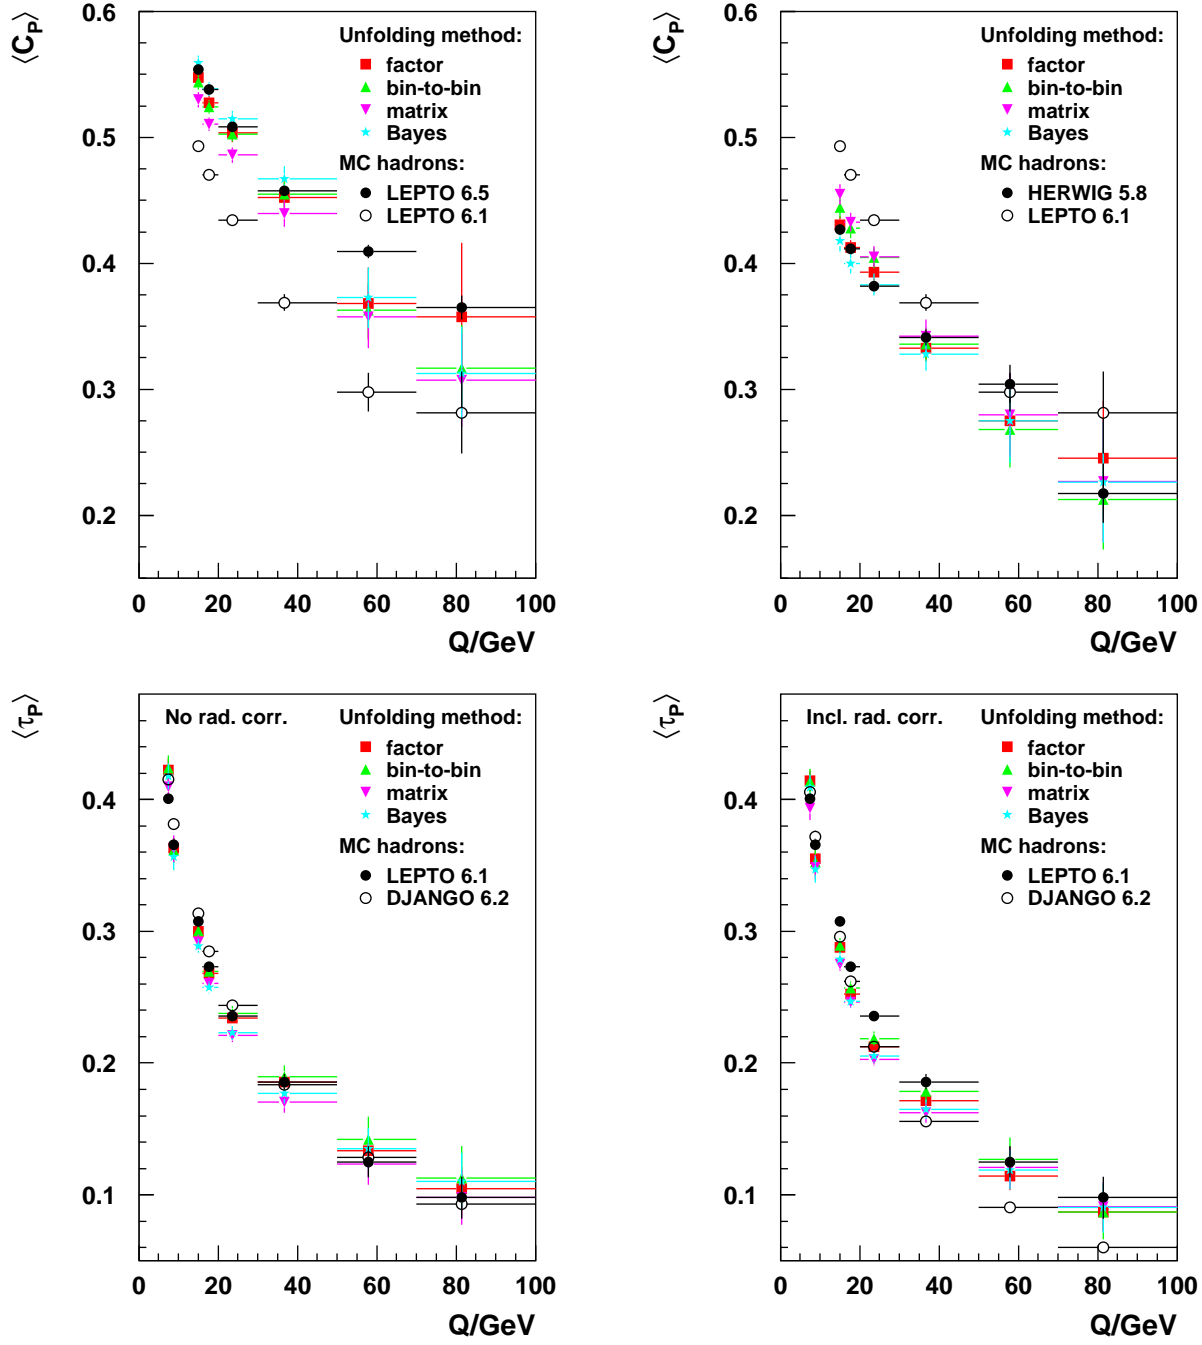 ⟨C_P⟩
0.6
0.5
0.4
0.3
0.2
Unfolding method:
factor
bin-to-bin
matrix
Bayes
MC hadrons:
LEPTO 6.5
LEPTO 6.1
0 20 40 60 80 100
Q/GeV
⟨C_P⟩
0.6
0.5
0.4
0.3
0.2
Unfolding method:
factor
bin-to-bin
matrix
Bayes
MC hadrons:
HERWIG 5.8
LEPTO 6.1
0 20 40 60 80 100
Q/GeV
⟨τ_P⟩
0.4
0.3
0.2
0.1
No rad. corr. Unfolding method:
factor
bin-to-bin
matrix
Bayes
MC hadrons:
LEPTO 6.1
DJANGO 6.2
0 20 40 60 80 100
Q/GeV
⟨τ_P⟩
0.4
0.3
0.2
0.1
Incl. rad. corr. Unfolding method:
factor
bin-to-bin
matrix
Bayes
MC hadrons:
LEPTO 6.1
DJANGO 6.2
0 20 40 60 80 100
Q/GeV